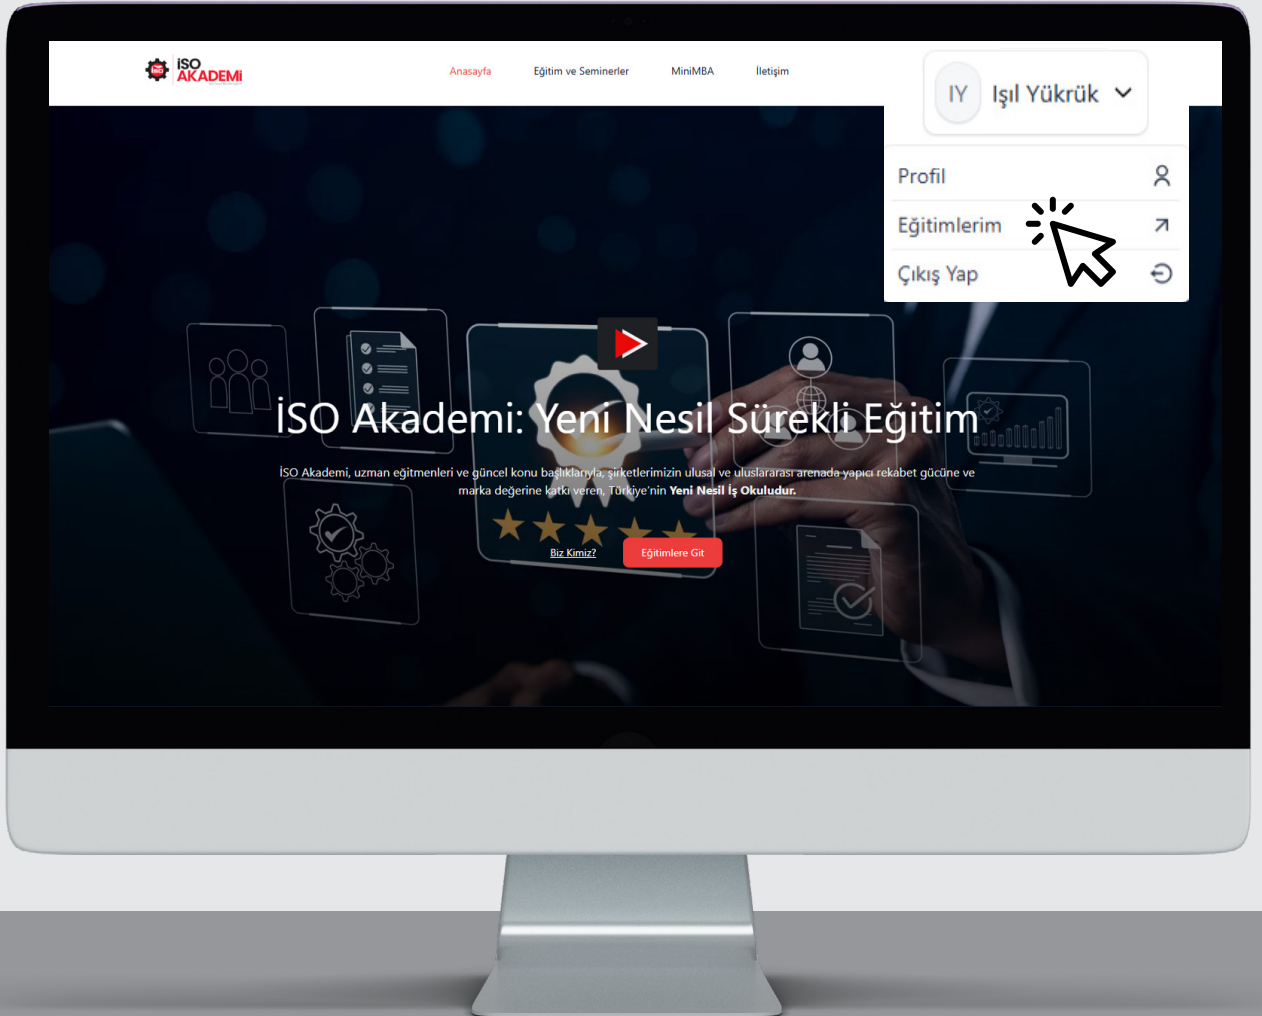 İSO
AKADEMİ
Anasayfa
Eğitim ve Seminerler
MiniMBA
İletişim
IY
Işıl Yükrük
Profil
Eğitimlerim
Çıkış Yap
İSO Akademi: Yeni Nesil Sürekli Eğitim
İSO Akademi, uzman eğitmenleri ve güncel konu başlıklarıyla, şirketlerimizin ulusal ve uluslararası arenada yapıcı rekabet gücüne ve
marka değerine katkı veren, Türkiye'nin Yeni Nesil İş Okuludur.
Biz Kimiz?
Eğitimlere Git